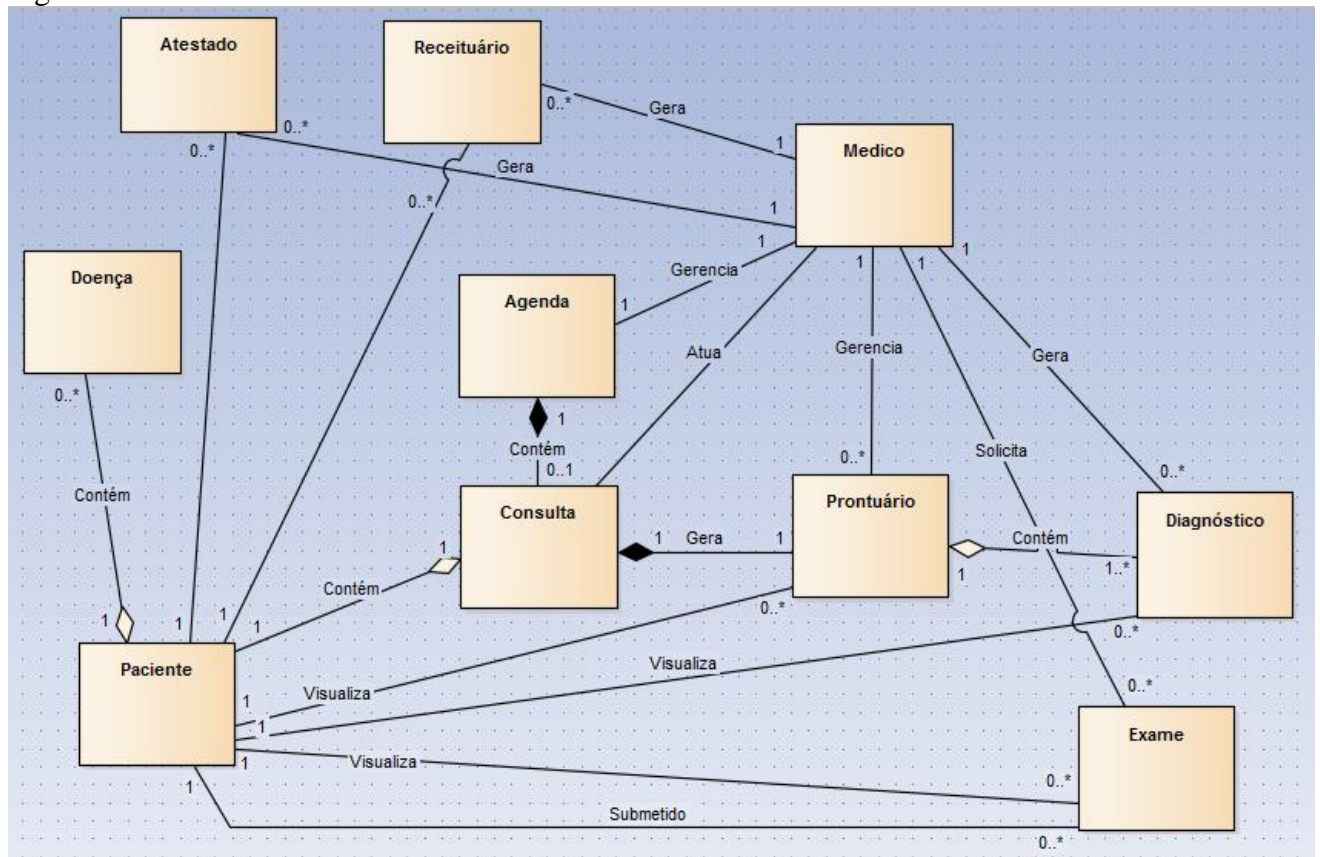 Atestado
Receituário
0..*
0..*
0..*
Gera
1
Medico
Gera
0..*
1
1
Doença
Agenda
Gerencia
1
1
1
1
Atua
Gerencia
Gera
0..*
1
Contém
0..1
Solicita
0..*
0..*
Contém
Consulta
Prontuário
Diagnóstico
1
1
Gera
1
Contém
1
1..*
Contém
0..*
0..*
1
1
1
1
Paciente
Visualiza
Visualiza
1
1
0..*
Exame
1
Visualiza
0..*
1
Submetido
0..*